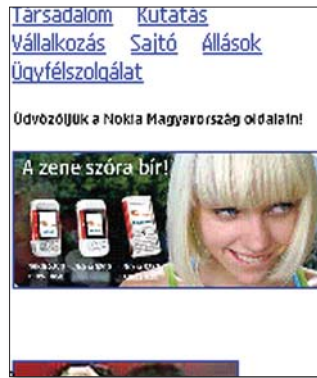 Társadalom Kutatás
Vállalkozás Sajtó Állások
Ügyfélszolgálat
Üdvözöljük a Nokia Magyarország oldalain!
A zene szóra bír!